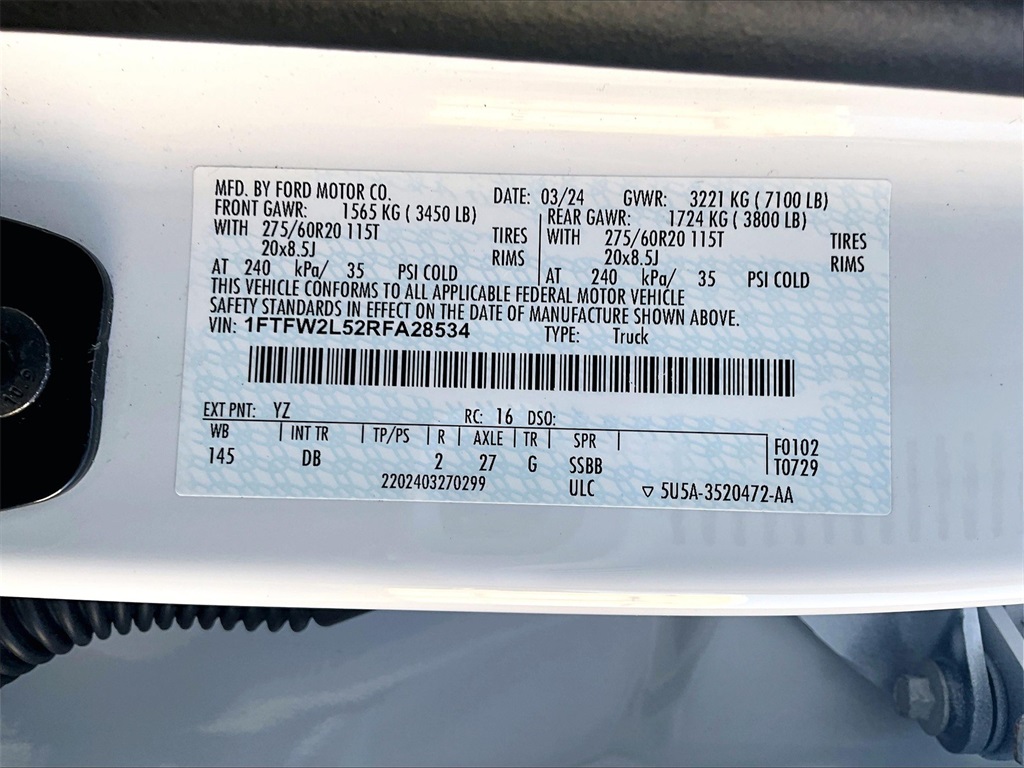 MFD. BY FORD MOTOR CO. DATE: 03/24 GVWR: 3221 KG ( 7100 LB)
FRONT GAWR: 1565 KG ( 3450 LB) REAR GAWR: 1724 KG ( 3800 LB)
WITH 275/60R20 115T TIRES WITH 275/60R20 115T TIRES
20x8.5J RIMS 20x8.5J RIMS
AT 240 kPa/ 35 PSI COLD AT 240 kPa/ 35 PSI COLD
THIS VEHICLE CONFORMS TO ALL APPLICABLE FEDERAL MOTOR VEHICLE
SAFETY STANDARDS IN EFFECT ON THE DATE OF MANUFACTURE SHOWN ABOVE.
VIN: 1FTFW2L52RFA28534 TYPE: Truck
EXT PNT: YZ RC: 16 DSO:
WB INT TR TP/PS R AXLE TR SPR F0102
145 DB 2 27 G SSBB T0729
2202403270299 ULC ▽ 5U5A-3520472-AA